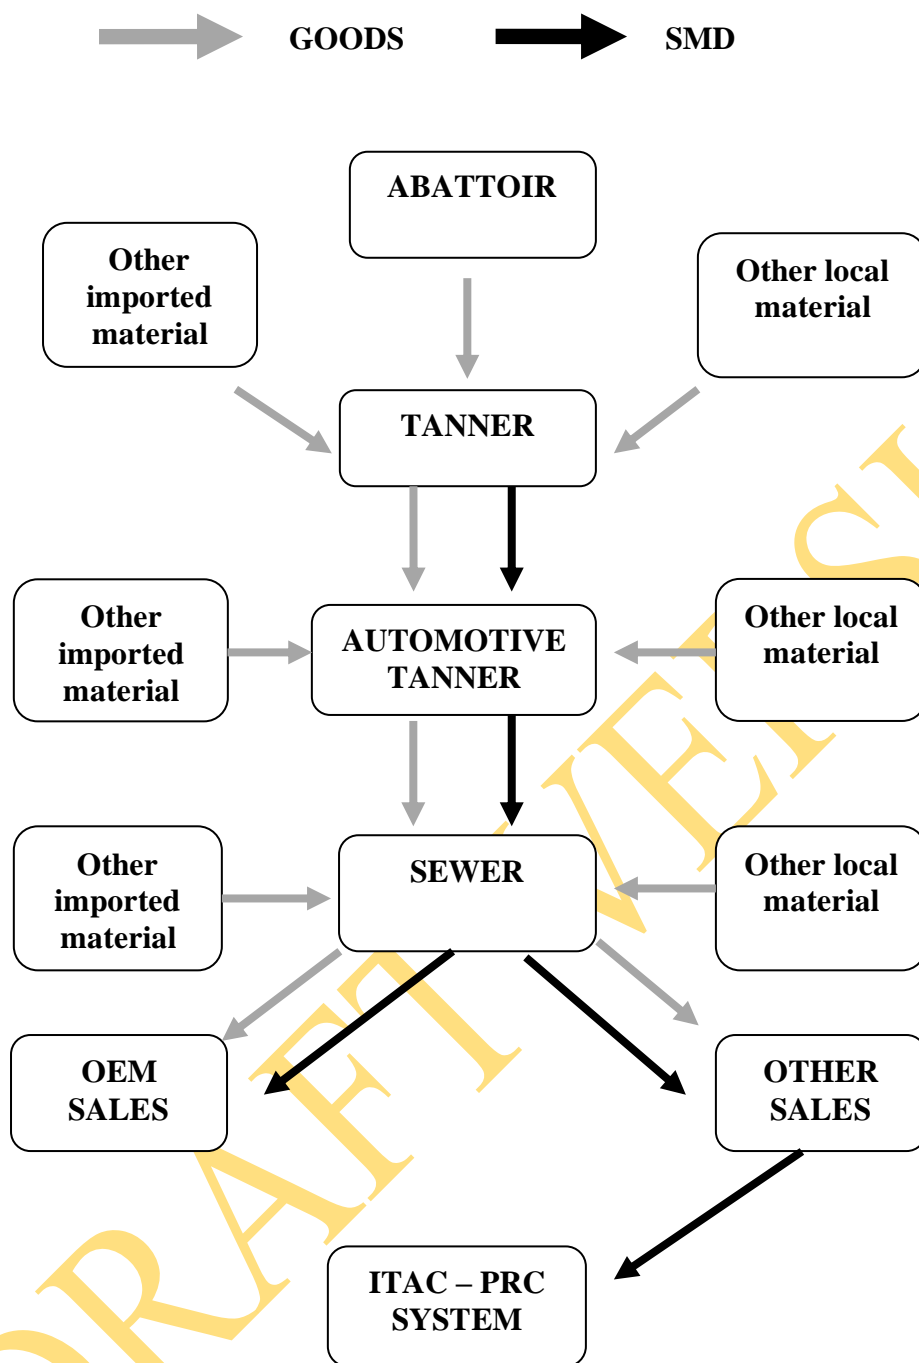 GOODS
SMD
ABATTOIR
Other
imported
material
Other local
material
TANNER
Other
imported
material
AUTOMOTIVE
TANNER
Other local
material
Other
imported
material
SEWER
Other local
material
OEM
SALES
OTHER
SALES
ITAC – PRC
SYSTEM